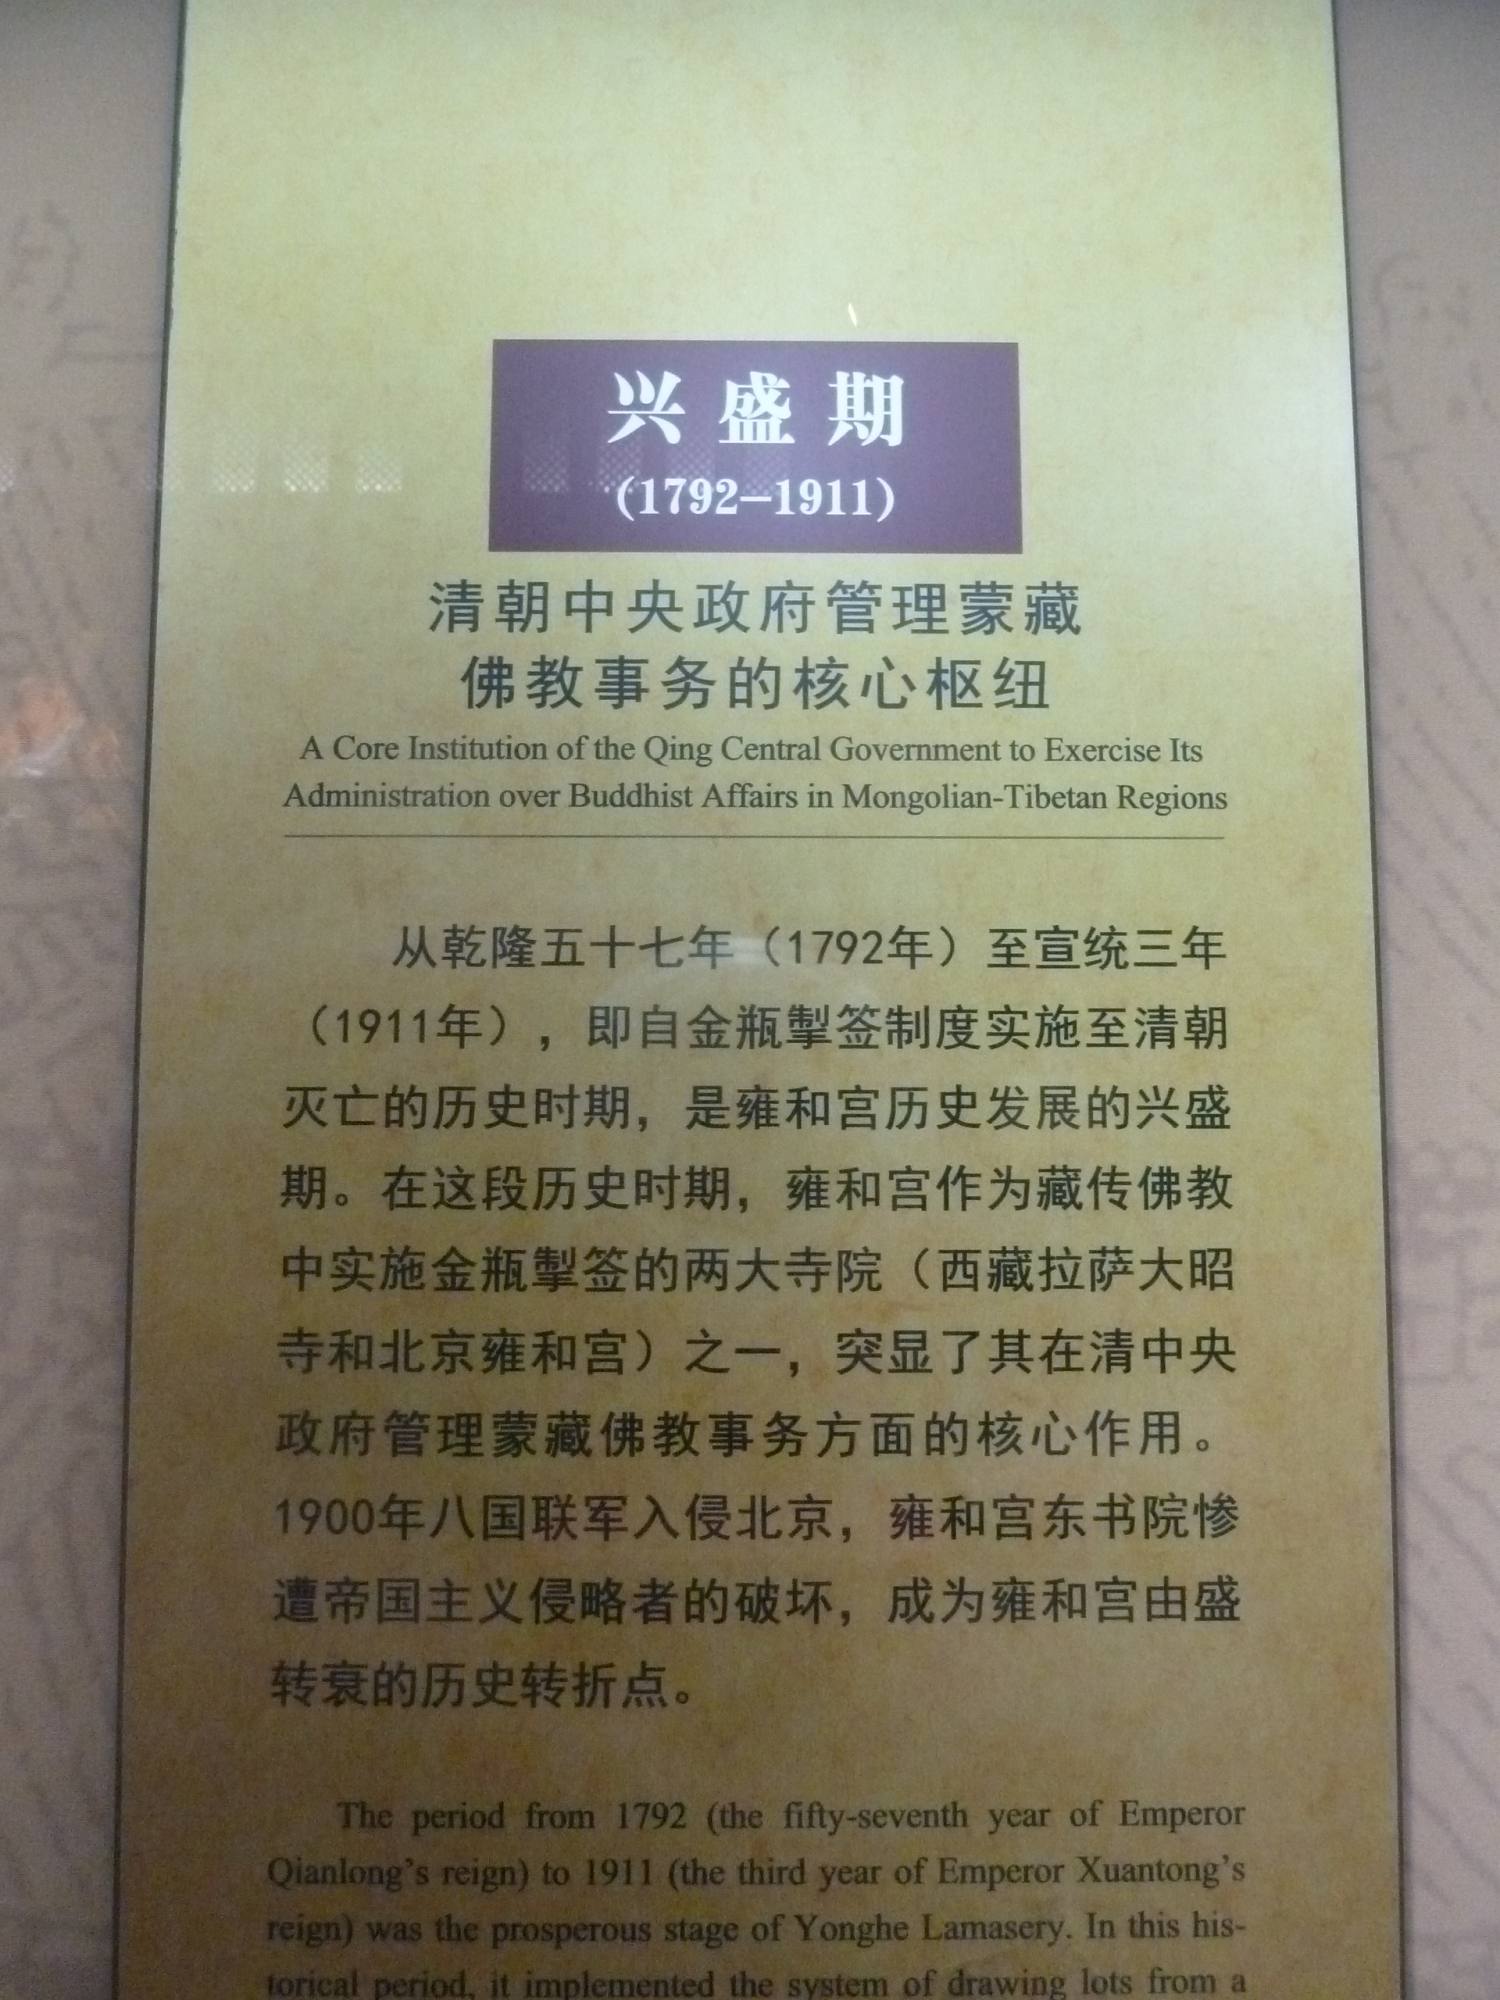 兴盛期
(1792—1911)
清朝中央政府管理蒙藏
佛教事务的核心枢纽
A Core Institution of the Qing Central Government to Exercise Its
Administration over Buddhist Affairs in Mongolian-Tibetan Regions
从乾隆五十七年（1792年）至宣统三年
（1911年），即自金瓶掣签制度实施至清朝
灭亡的历史时期，是雍和宫历史发展的兴盛
期。在这段历史时期，雍和宫作为藏传佛教
中实施金瓶掣签的两大寺院（西藏拉萨大昭
寺和北京雍和宫）之一，突显了其在清中央
政府管理蒙藏佛教事务方面的核心作用。
1900年八国联军入侵北京，雍和宫东书院惨
遭帝国主义侵略者的破坏，成为雍和宫由盛
转衰的历史转折点。
The period from 1792 (the fifty-seventh year of Emperor
Qianlong's reign) to 1911 (the third year of Emperor Xuantong's
reign) was the prosperous stage of Yonghe Lamasery. In this his-
torical period, it implemented the system of drawing lots from a